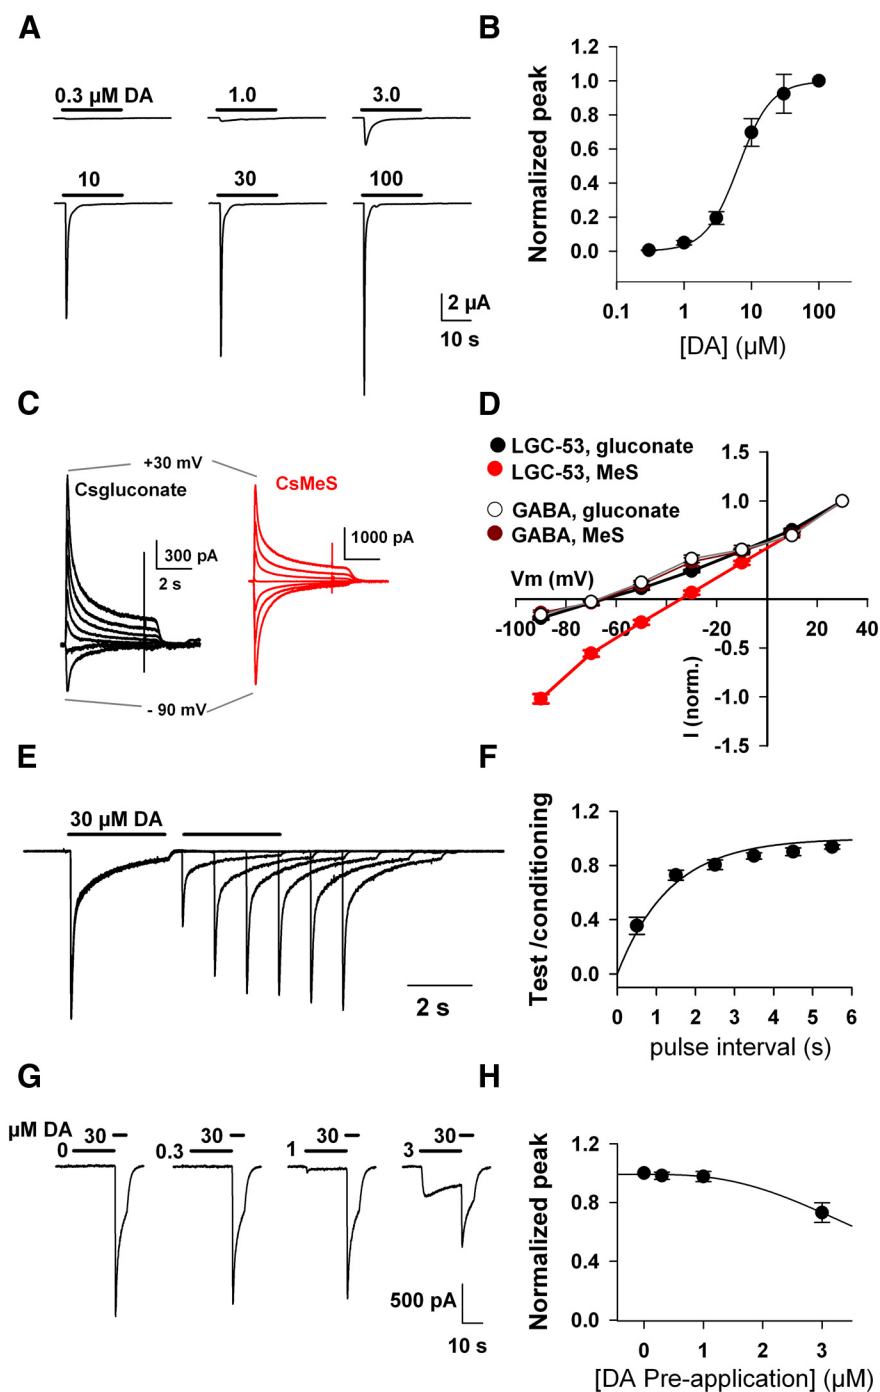 A
0.3 µM DA
1.0
3.0
10
30
100
2 µA
10 s
B
Normalized peak
1.2
1.0
0.8
0.6
0.4
0.2
0.0
0.1
1
10
100
[DA] (µM)
C
+30 mV
Csgluconate
CsMeS
300 pA
2 s
1000 pA
- 90 mV
D
LGC-53, gluconate
LGC-53, MeS
GABA, gluconate
GABA, MeS
Vm (mV)
1.5
1.0
-0.5
-1.0
-1.5
-100
-80
-60
-20
20
40
I (norm.)
E
30 µM DA
2 s
F
Test /conditioning
1.2
0.8
0.4
0.0
0 1 2 3 4 5 6
pulse interval (s)
G
µM DA
0 30
0.3 30
1 30
3 30
500 pA
10 s
H
Normalized peak
1.2
0.8
0.4
0.0
0 1 2 3
[DA Pre-application] (µM)